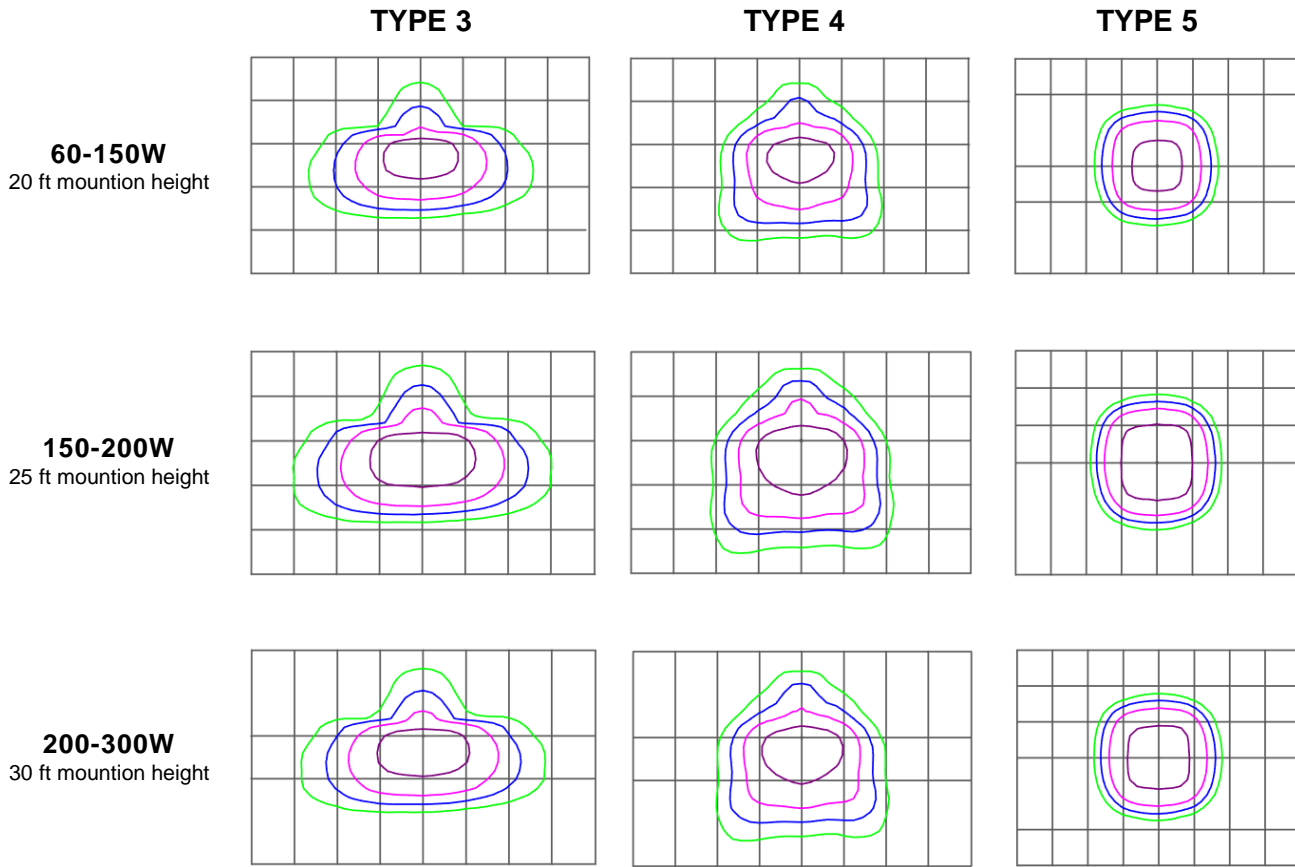 TYPE 3
TYPE 4
TYPE 5
60-150W
20 ft mountion height
150-200W
25 ft mountion height
200-300W
30 ft mountion height